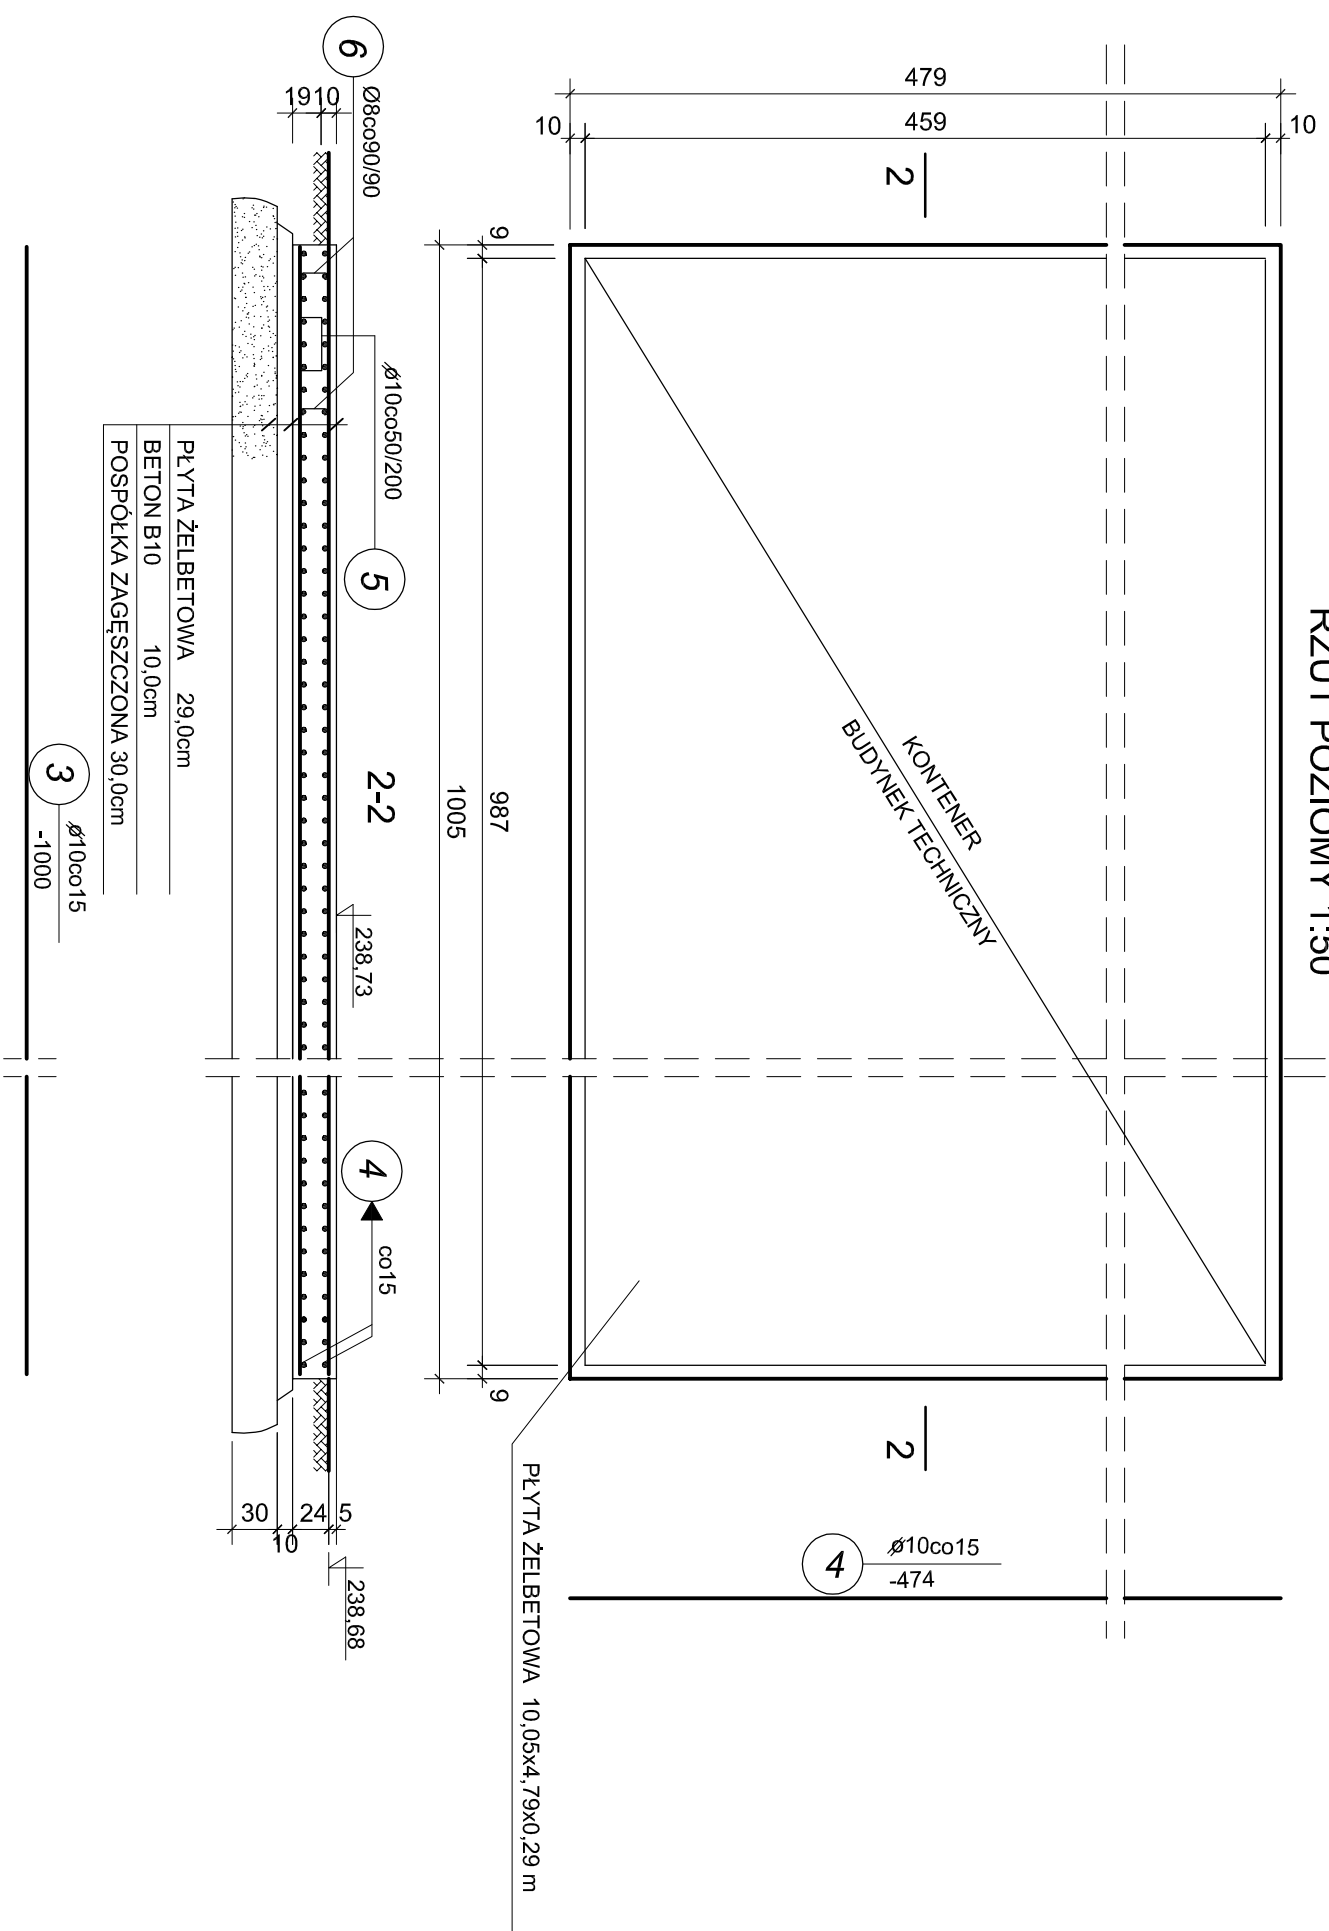 RZUT POZIOMY 1:50
479
459
10
10
2
2
KONTENER
BUDYNEK TECHNICZNY
9
987
9
1005
PŁYTA ŻELBETOWA 10,05x4,79x0,29 m
4
ø10co15
-474
2-2
6
Ø8co90/90
19
10
ø10co50/200
5
238,73
4
co15
238,68
5
24
10
30
PŁYTA ŻELBETOWA 29,0cm
BETON B10 10,0cm
POSPÓŁKA ZAGĘSZCZONA 30,0cm
3
ø10co15
-1000